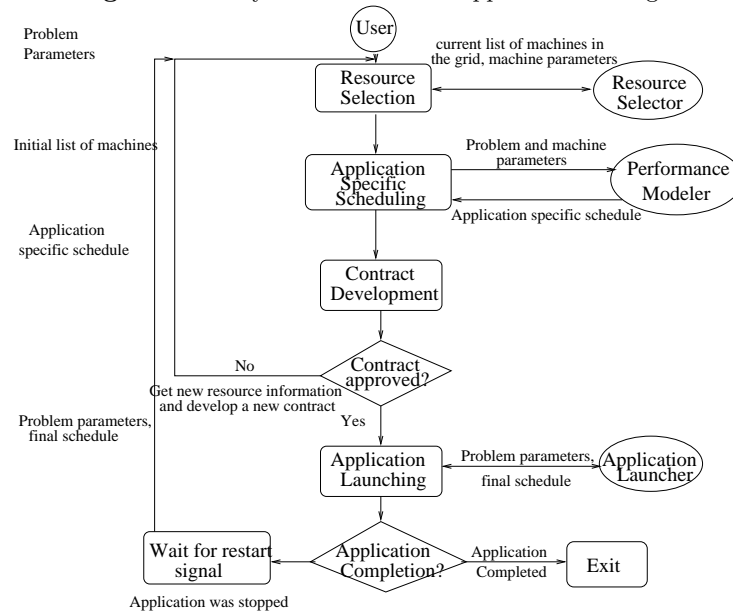 User
Problem
Parameters
current list of machines in
the grid, machine parameters
Resource
Selection
Resource
Selector
Initial list of machines
Problem and machine
parameters
Application
Specific
Scheduling
Performance
Modeler
Application specific schedule
Application
specific schedule
Contract
Development
No
Contract
approved?
Get new resource information
and develop a new contract
Yes
Problem parameters,
final schedule
Application
Launching
Problem parameters,
final schedule
Application
Launcher
Wait for restart
signal
Application
Completion?
Application
Completed
Exit
Application was stopped